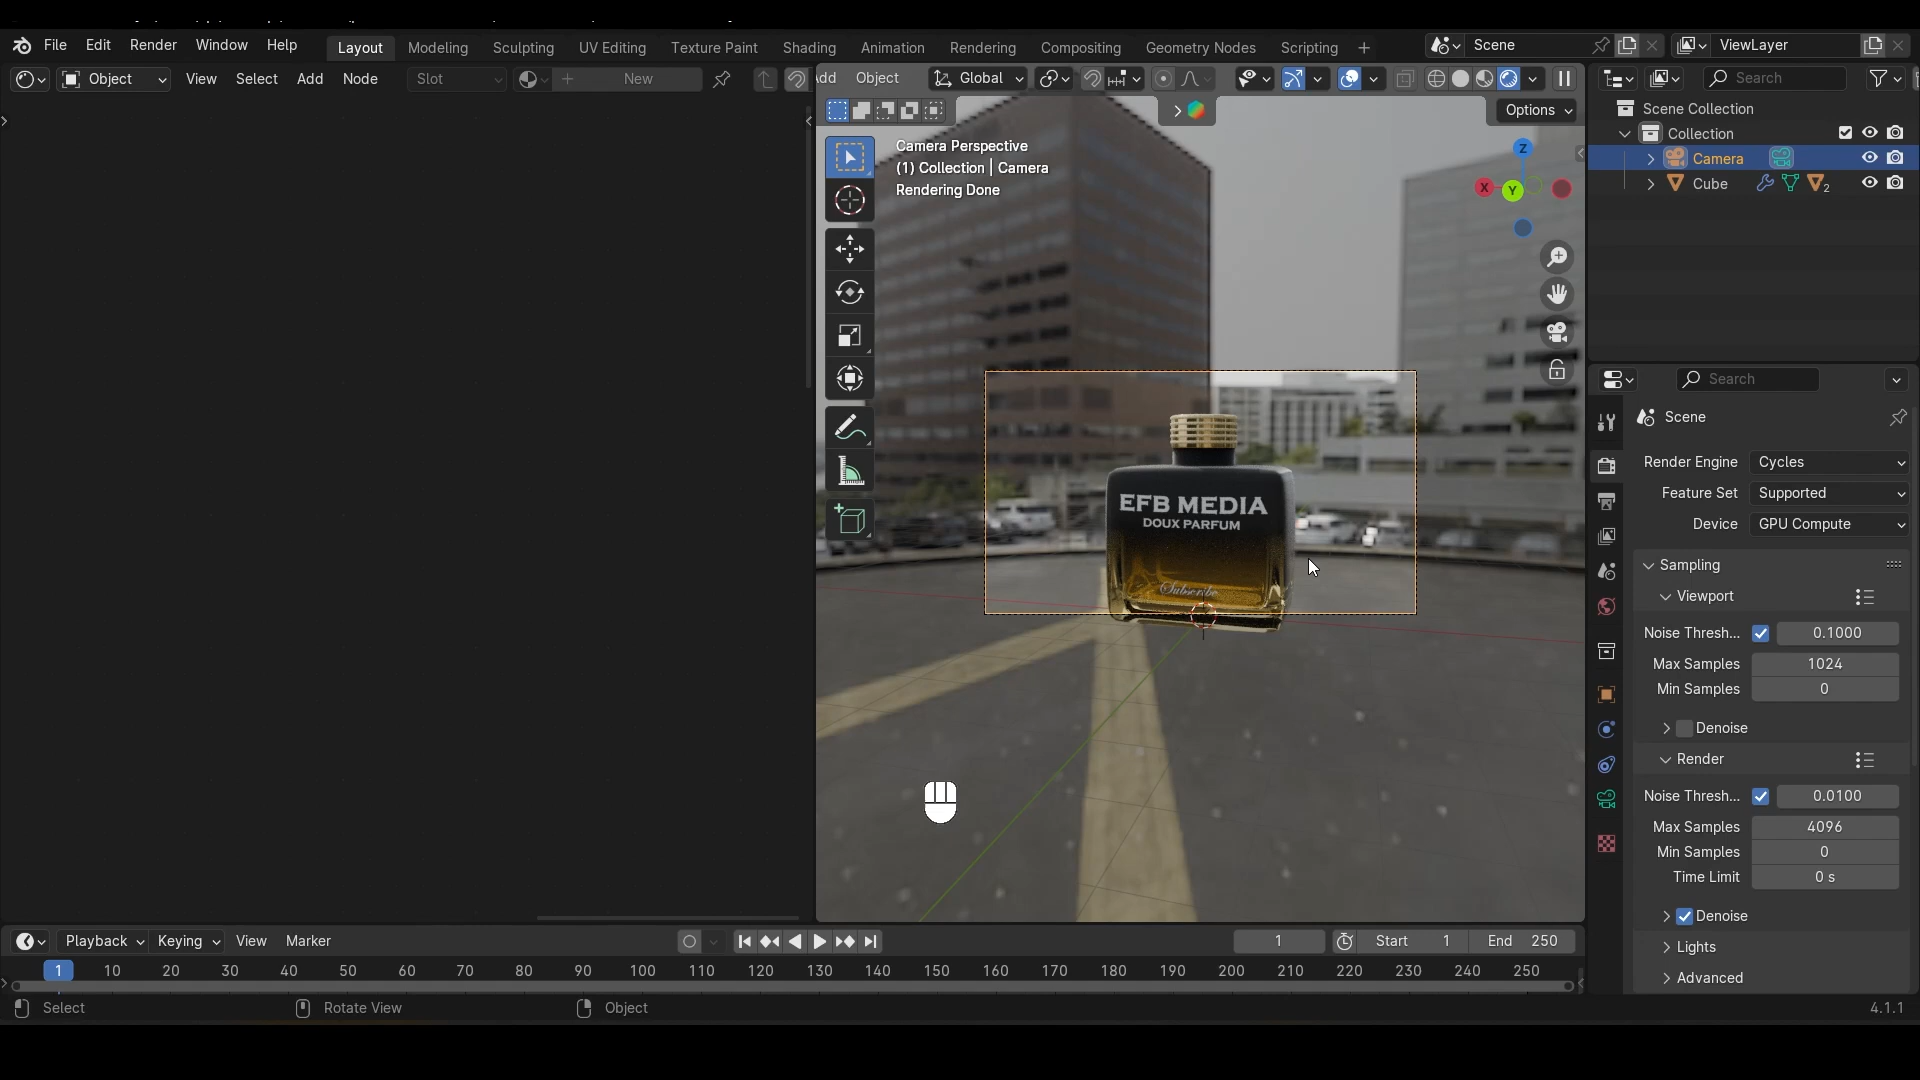 File Edit Render Window Help Layout Modeling Sculpting UV Editing Texture Paint Shading Animation Rendering Compositing Geometry Nodes Scripting + Scene ViewLayer
Object View Select Add Node Slot New
Object Global
Search
Options
Scene Collection
Collection
Camera
Cube 2
Camera Perspective
(1) Collection | Camera
Rendering Done
Z
X Y
EFB MEDIA
DOUX PARFUM
Subscribe
Search
Scene
Render Engine Cycles
Feature Set Supported
Device GPU Compute
Sampling
Viewport
Noise Thresh... 0.1000
Max Samples 1024
Min Samples 0
Denoise
Render
Noise Thresh... 0.0100
Max Samples 4096
Min Samples 0
Time Limit 0 s
Denoise
Lights
Advanced
Playback Keying View Marker 1 Start 1 End 250
1 10 20 30 40 50 60 70 80 90 100 110 120 130 140 150 160 170 180 190 200 210 220 230 240 250
Select Rotate View Object 4.1.1